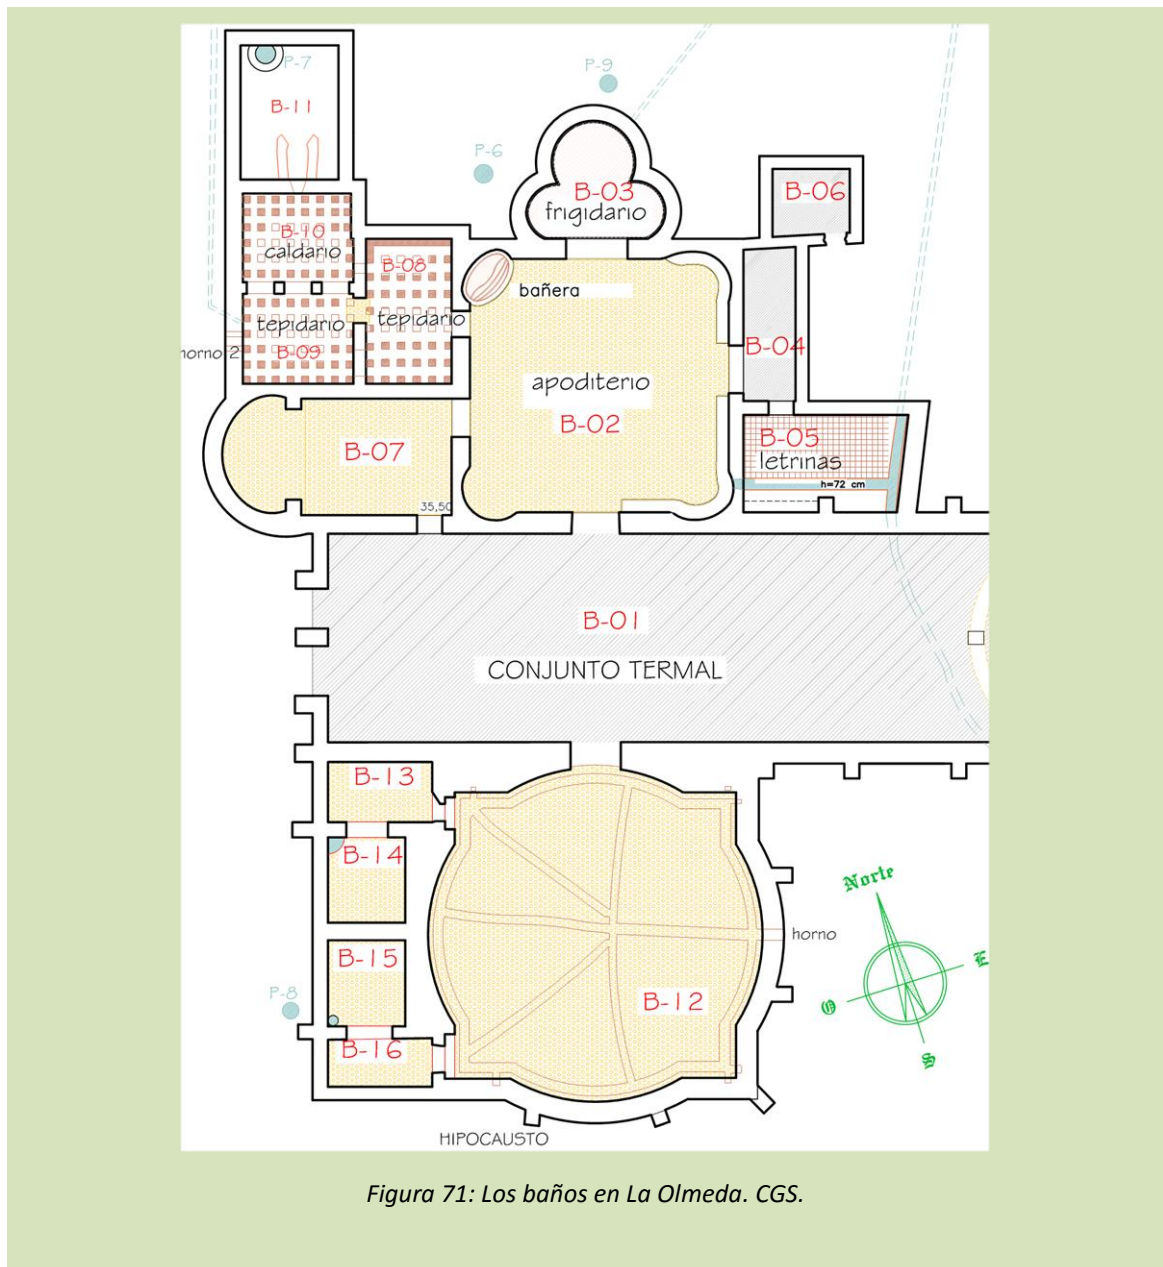 P-7
P-9
B-11
P-6
B-03
frigidario
B-06
B-10
caldario
B-08
bañera
tepidario
tepidario
B-09
horno 2
B-04
apoditerio
B-02
B-05
letrinas
h=72 cm
B-07
35,50
B-01
CONJUNTO TERMAL
B-13
B-14
Norte
horno
B-15
E
P-8
B-12
O
B-16
S
HIPOCAUSTO
Figura 71: Los baños en La Olmeda. CGS.